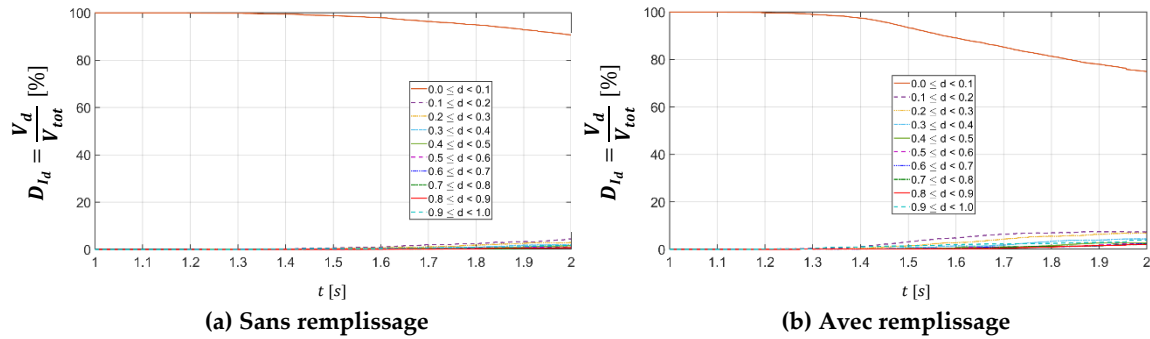 D_{I_d} = V_d / V_tot [%]
100
80
60
40
20
0
0.0 ≤ d < 0.1
0.1 ≤ d < 0.2
0.2 ≤ d < 0.3
0.3 ≤ d < 0.4
0.4 ≤ d < 0.5
0.5 ≤ d < 0.6
0.6 ≤ d < 0.7
0.7 ≤ d < 0.8
0.8 ≤ d < 0.9
0.9 ≤ d < 1.0
1 1.1 1.2 1.3 1.4 1.5 1.6 1.7 1.8 1.9 2
t [s]
(a) Sans remplissage
D_{I_d} = V_d / V_tot [%]
100
80
60
40
20
0
0.0 ≤ d < 0.1
0.1 ≤ d < 0.2
0.2 ≤ d < 0.3
0.3 ≤ d < 0.4
0.4 ≤ d < 0.5
0.5 ≤ d < 0.6
0.6 ≤ d < 0.7
0.7 ≤ d < 0.8
0.8 ≤ d < 0.9
0.9 ≤ d < 1.0
1 1.1 1.2 1.3 1.4 1.5 1.6 1.7 1.8 1.9 2
t [s]
(b) Avec remplissage